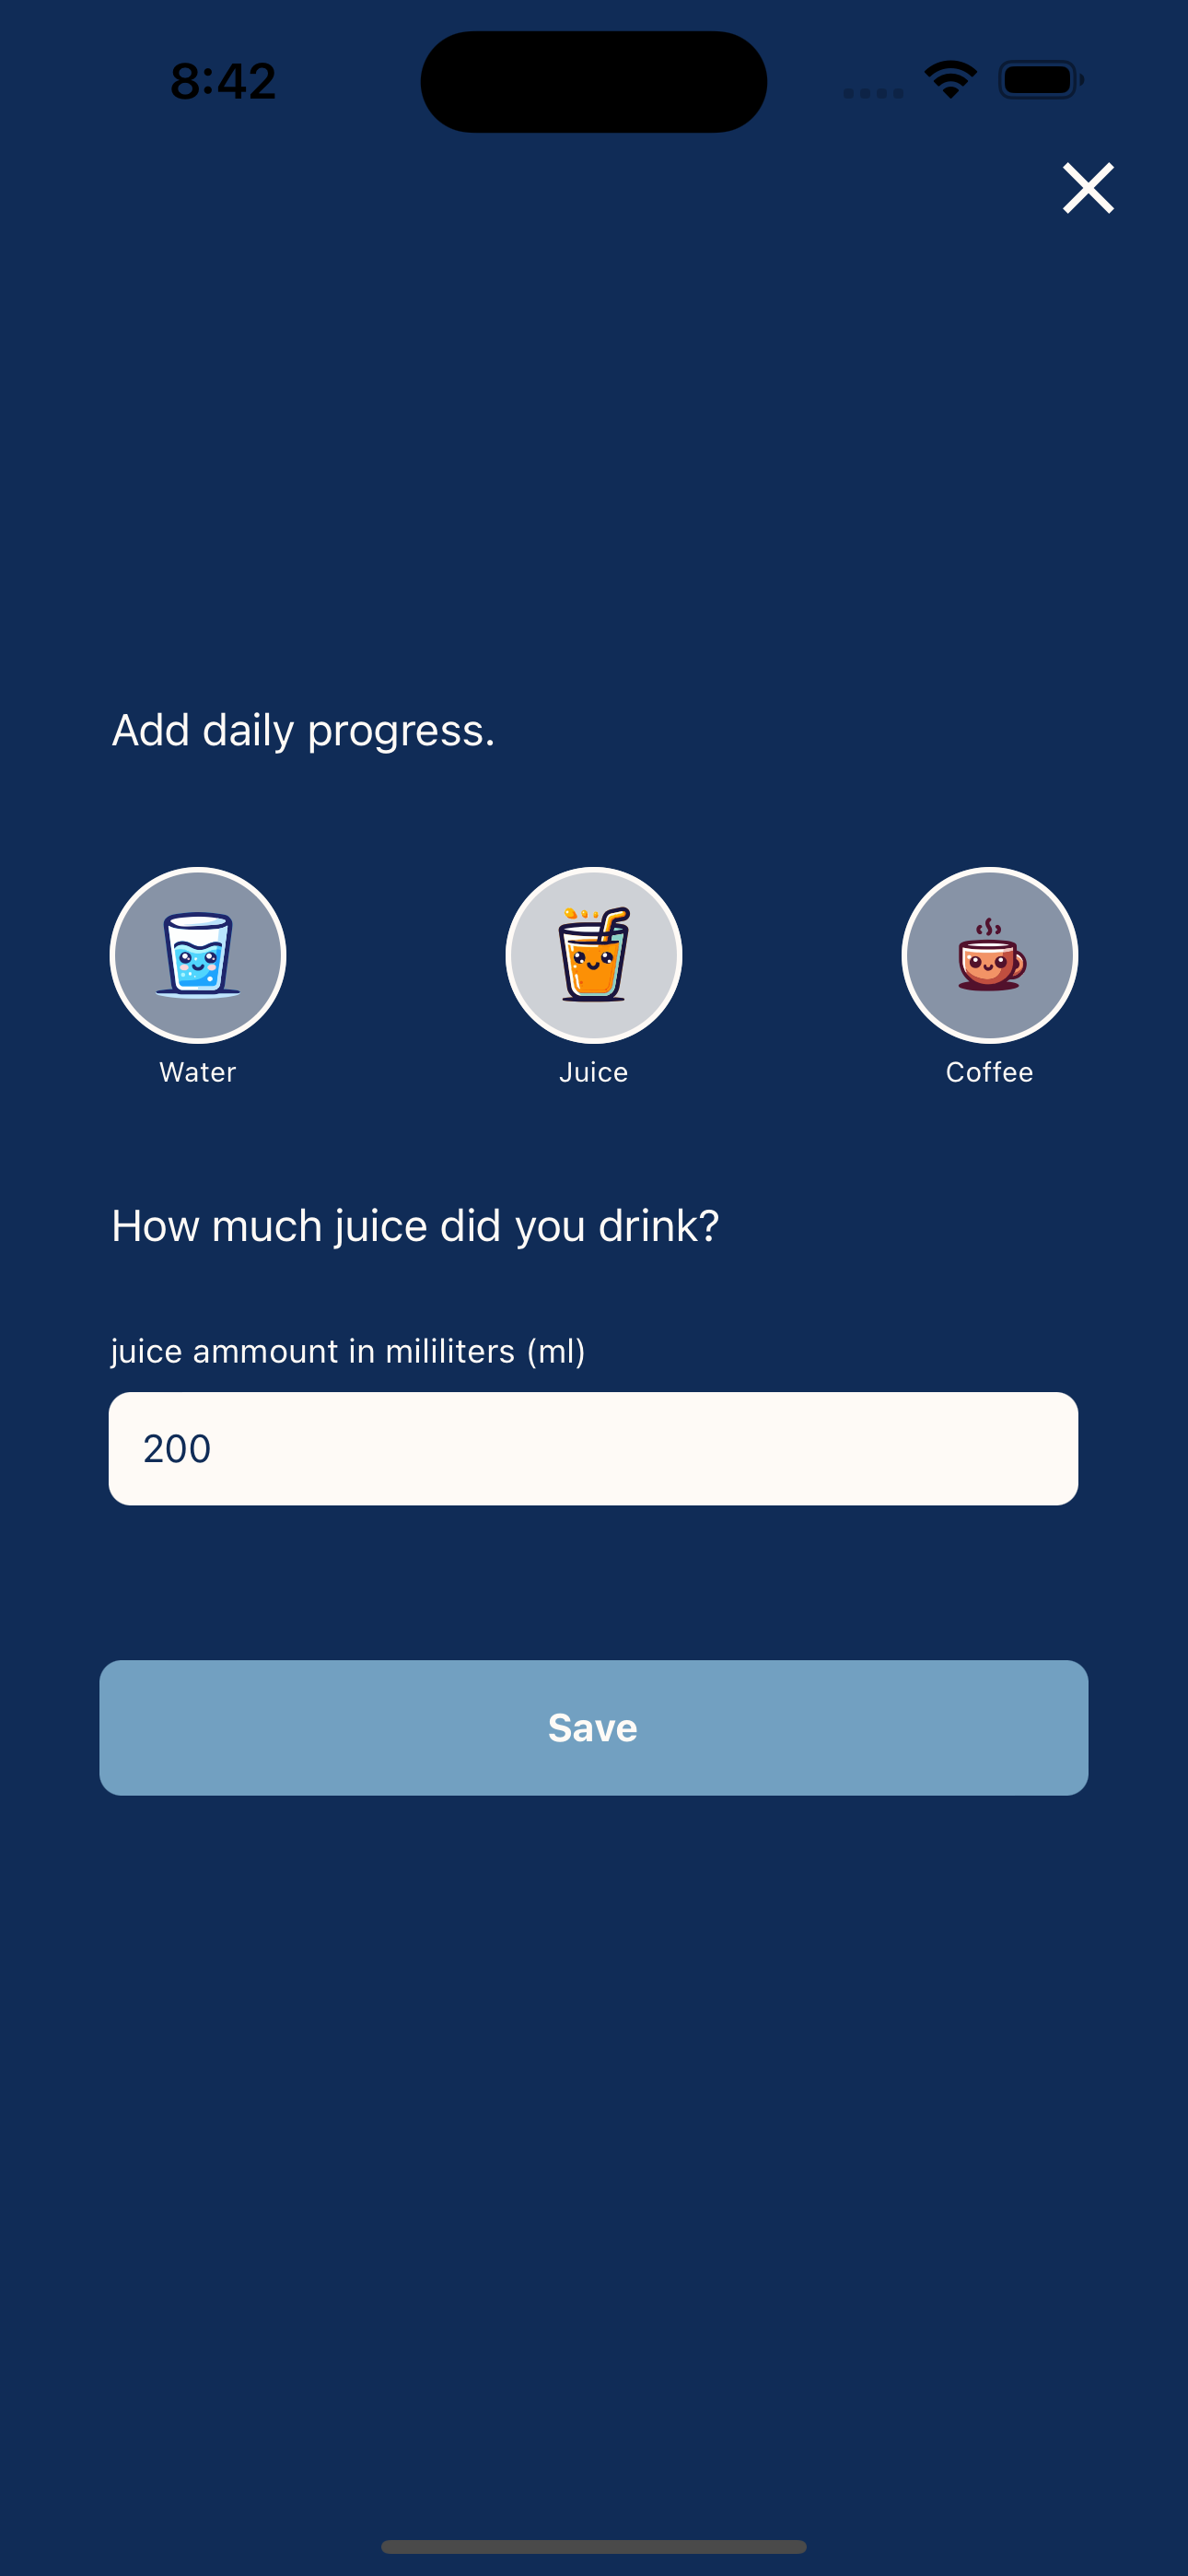 8:42
Add daily progress.
Water
Juice
Coffee
How much juice did you drink?
juice ammount in mililiters (ml)
200
Save